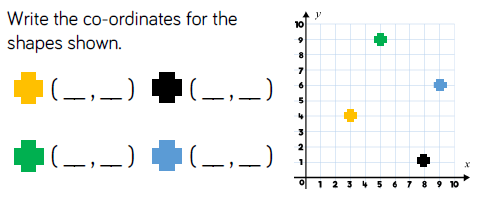 Write the co-ordinates for the
shapes shown.
(__,__) (__,__)
(__,__) (__,__)
y
10
9
8
7
6
5
4
3
2
1
0 1 2 3 4 5 6 7 8 9 10
x